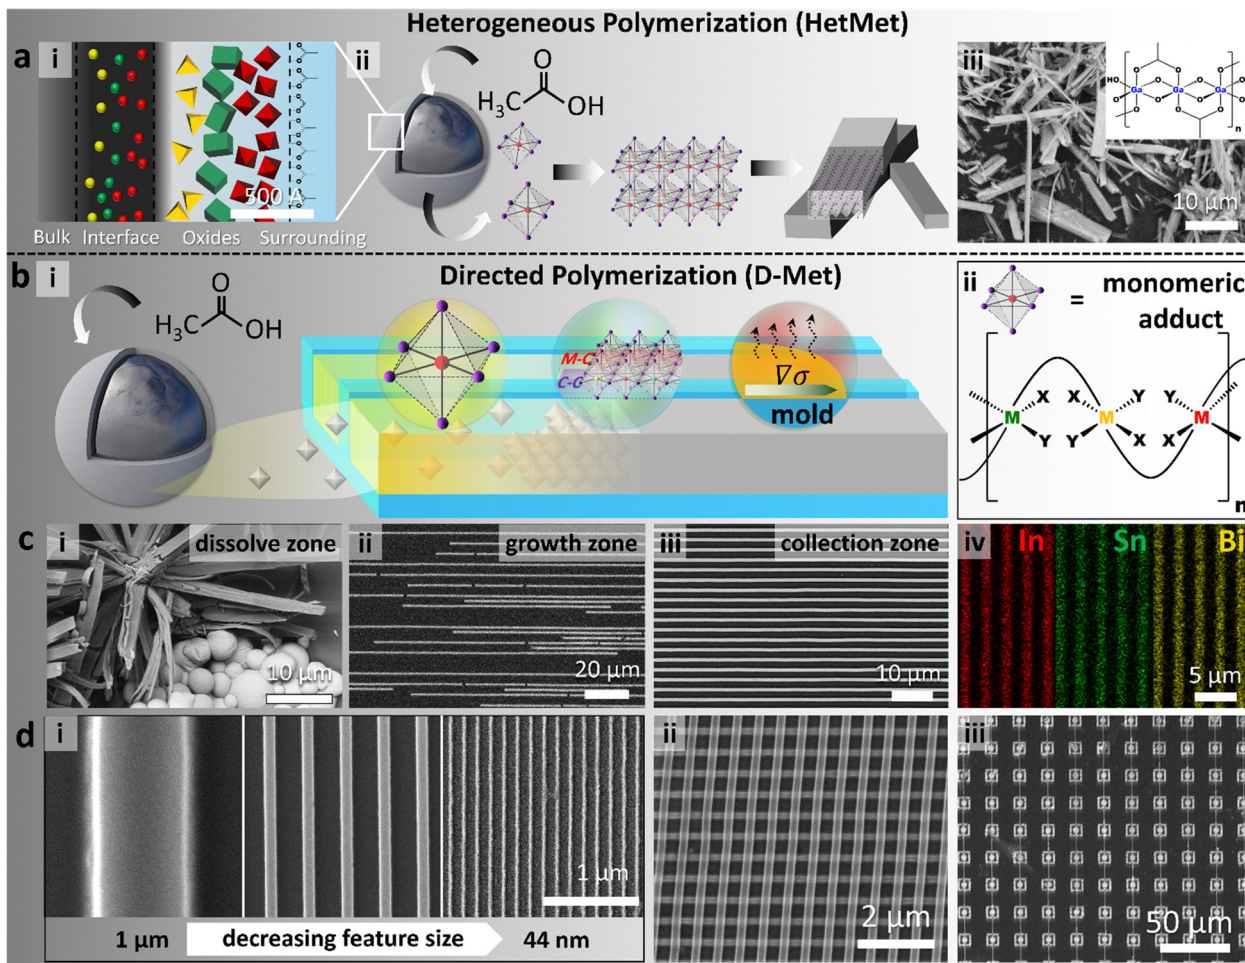 Heterogeneous Polymerization (HetMet)
a
i
500 Å
Bulk Interface Oxides Surrounding
ii
H₃C
O
OH
iii
HO
O
O
O
O
Ga
Ga
Ga
n
10 μm
b
i
Directed Polymerization (D-Met)
H₃C
O
OH
M-C
C-G
∇σ
mold
ii
= monomeric
adduct
M X X M Y Y M
Y Y X X X
n
c
i
dissolve zone
10 μm
ii
growth zone
20 μm
iii
collection zone
10 μm
iv
In
Sn
Bi
5 μm
d
i
1 μm
1 μm decreasing feature size 44 nm
ii
2 μm
iii
50 μm